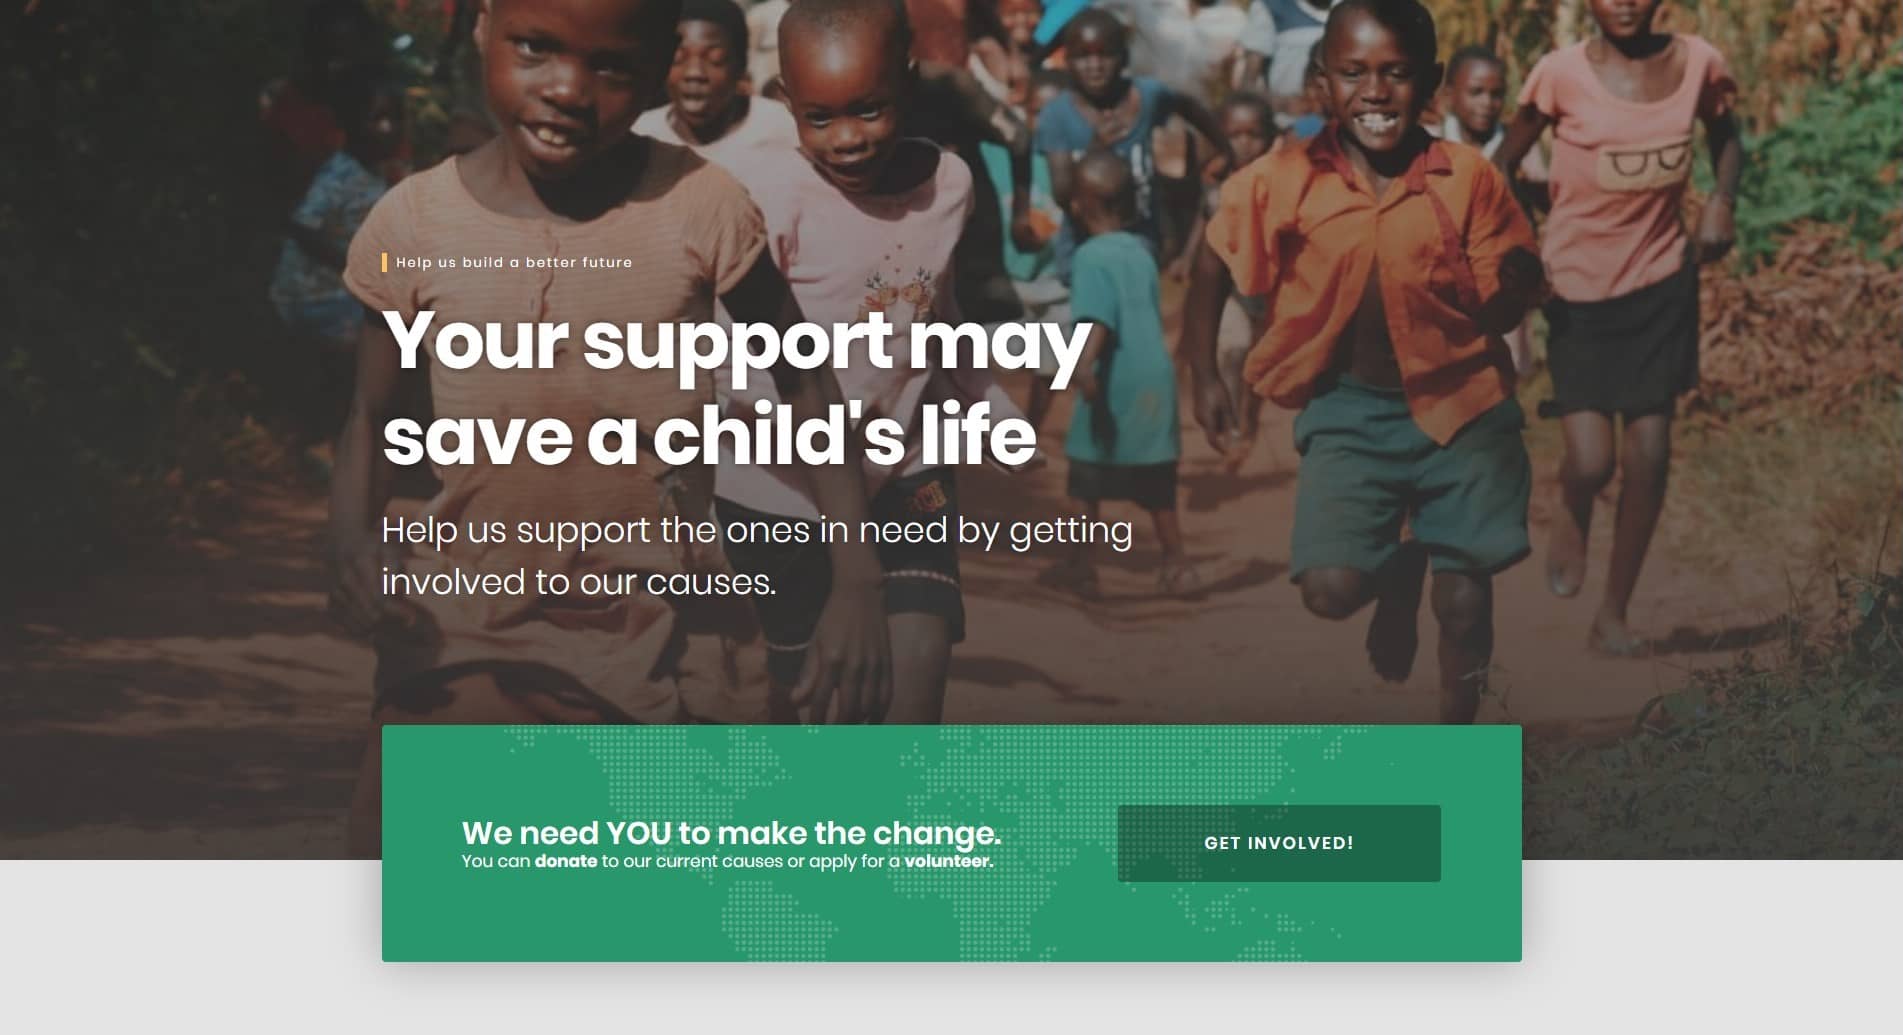 Help us build a better future
Your support may
save a child's life
Help us support the ones in need by getting
involved to our causes.
We need YOU to make the change.
You can donate to our current causes or apply for a volunteer.
GET INVOLVED!